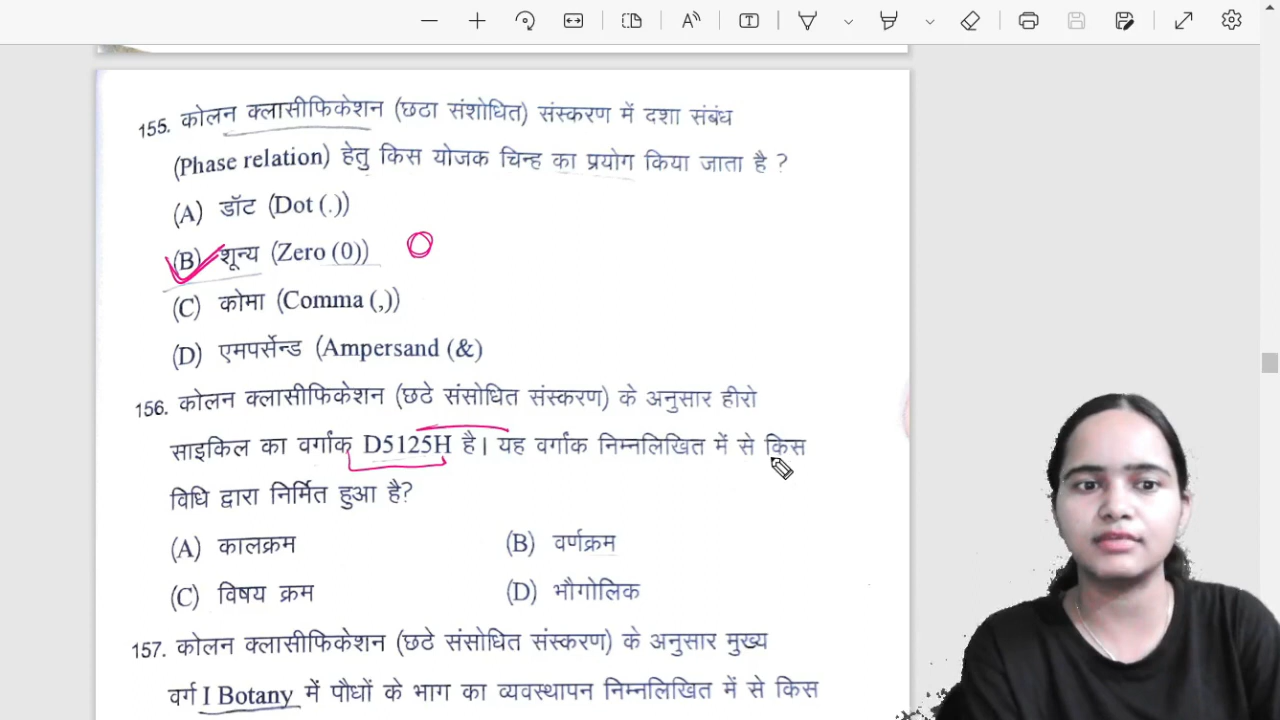 155. कोलन क्लासीफिकेशन (छठा संशोधित) संस्करण में दशा संबंध
(Phase relation) हेतु किस योजक चिन्ह का प्रयोग किया जाता है ?
(A) डॉट (Dot (.))
(B) शून्य (Zero (0))
(C) कोमा (Comma (,))
(D) एमपर्सेन्ड (Ampersand (&)
156. कोलन क्लासीफिकेशन (छठे संसोधित संस्करण) के अनुसार हीरो
साइकिल का वर्गांक D5125H है। यह वर्गांक निम्नलिखित में से किस
विधि द्वारा निर्मित हुआ है?
(A) कालक्रम (B) वर्णक्रम
(C) विषय क्रम (D) भौगोलिक
157. कोलन क्लासीफिकेशन (छठे संसोधित संस्करण) के अनुसार मुख्य
वर्ग I Botany में पौधों के भाग का व्यवस्थापन निम्नलिखित में से किस